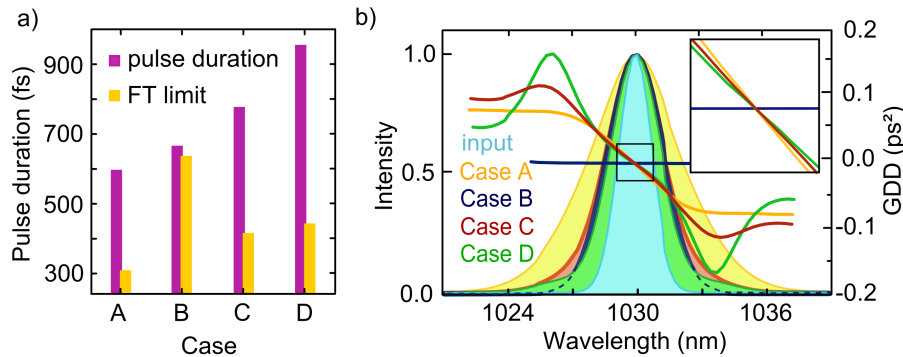 a)
pulse duration
FT limit
Pulse duration (fs)
900
700
500
300
A B C D
Case
b)
Intensity
1.0
0.5
0.0
input
Case A
Case B
Case C
Case D
1024 1030 1036
Wavelength (nm)
0.2
0.1
0.0
-0.1
-0.2
GDD (ps²)